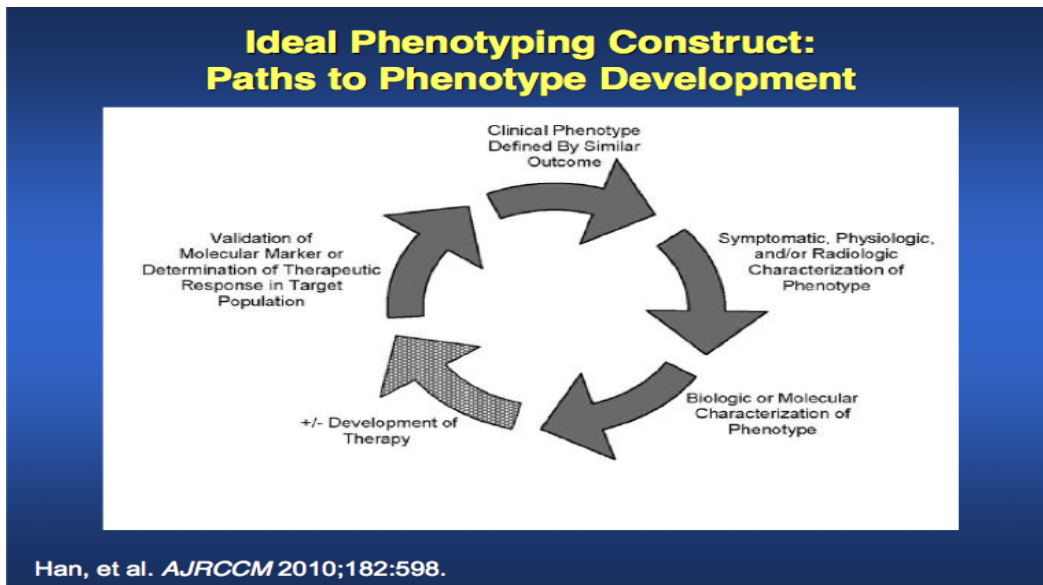 Ideal Phenotyping Construct:
Paths to Phenotype Development
Clinical Phenotype
Defined By Similar
Outcome
Symptomatic, Physiologic,
and/or Radiologic
Characterization of
Phenotype
Biologic or Molecular
Characterization of
Phenotype
+/- Development of
Therapy
Validation of
Molecular Marker or
Determination of Therapeutic
Response in Target
Population
Han, et al. AJRCCM 2010;182:598.